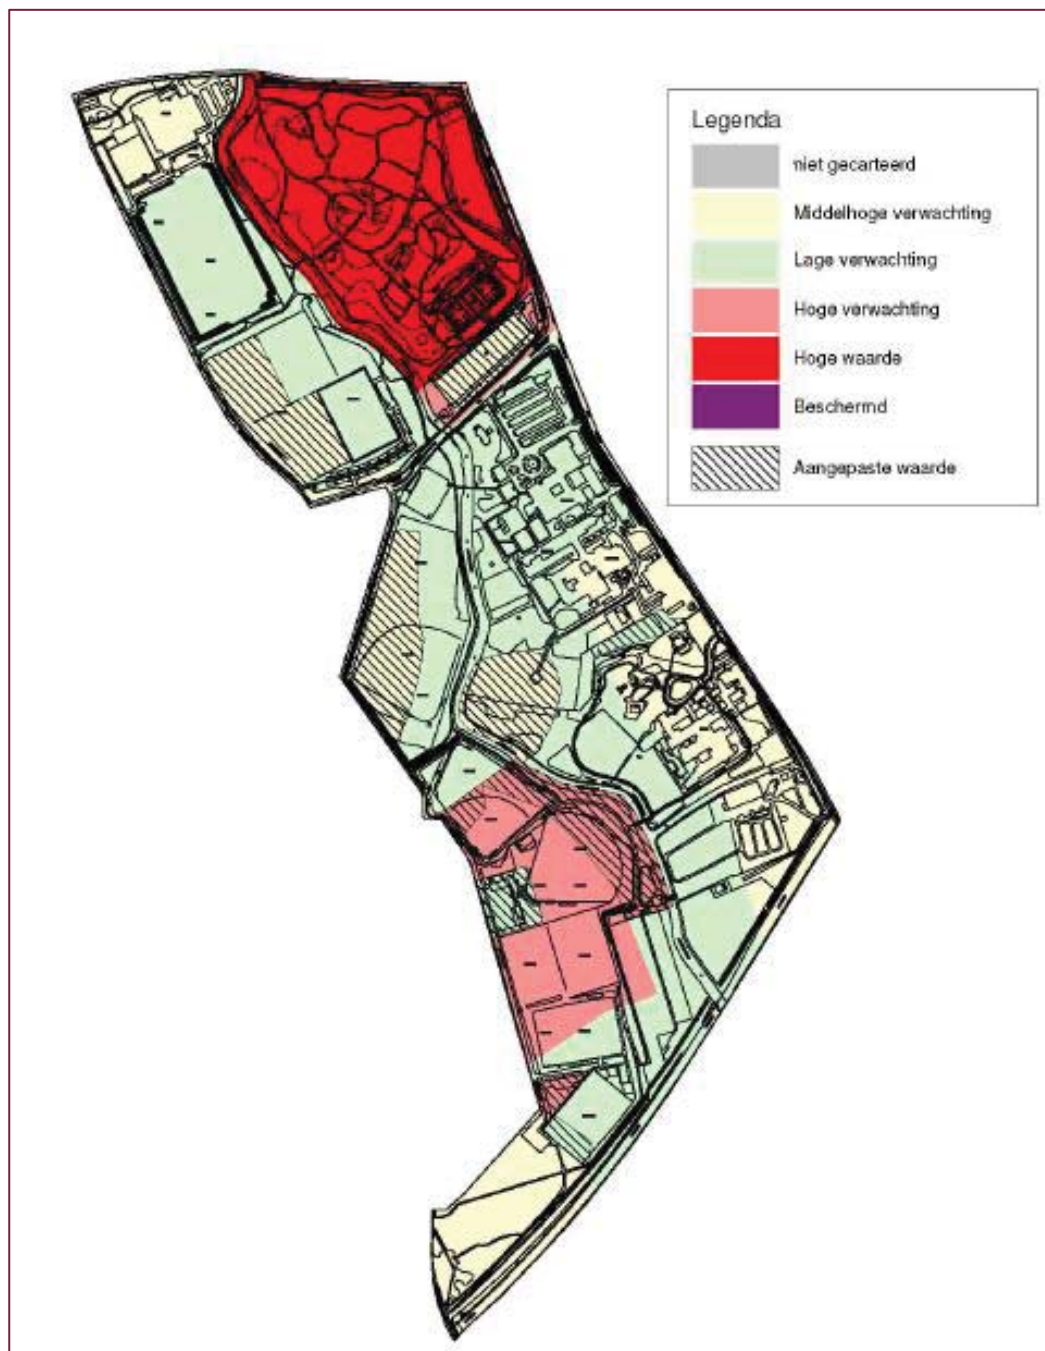 Legenda
niet gecarteerd
Middelhoge verwachting
Lage verwachting
Hoge verwachting
Hoge waarde
Beschermd
Aangepaste waarde